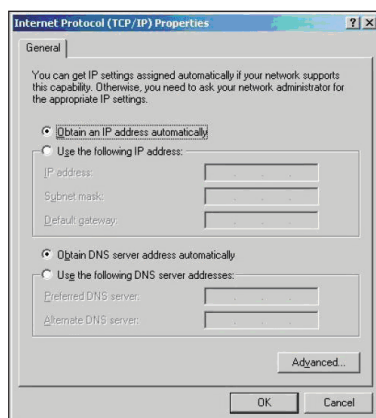 Internet Protocol (TCP/IP) Properties
General
You can get IP settings assigned automatically if your network supports
this capability. Otherwise, you need to ask your network administrator for
the appropriate IP settings.
Obtain an IP address automatically
Use the following IP address:
IP address:
Subnet mask:
Default gateway:
Obtain DNS server address automatically
Use the following DNS server addresses:
Preferred DNS server:
Alternate DNS server:
Advanced...
OK
Cancel